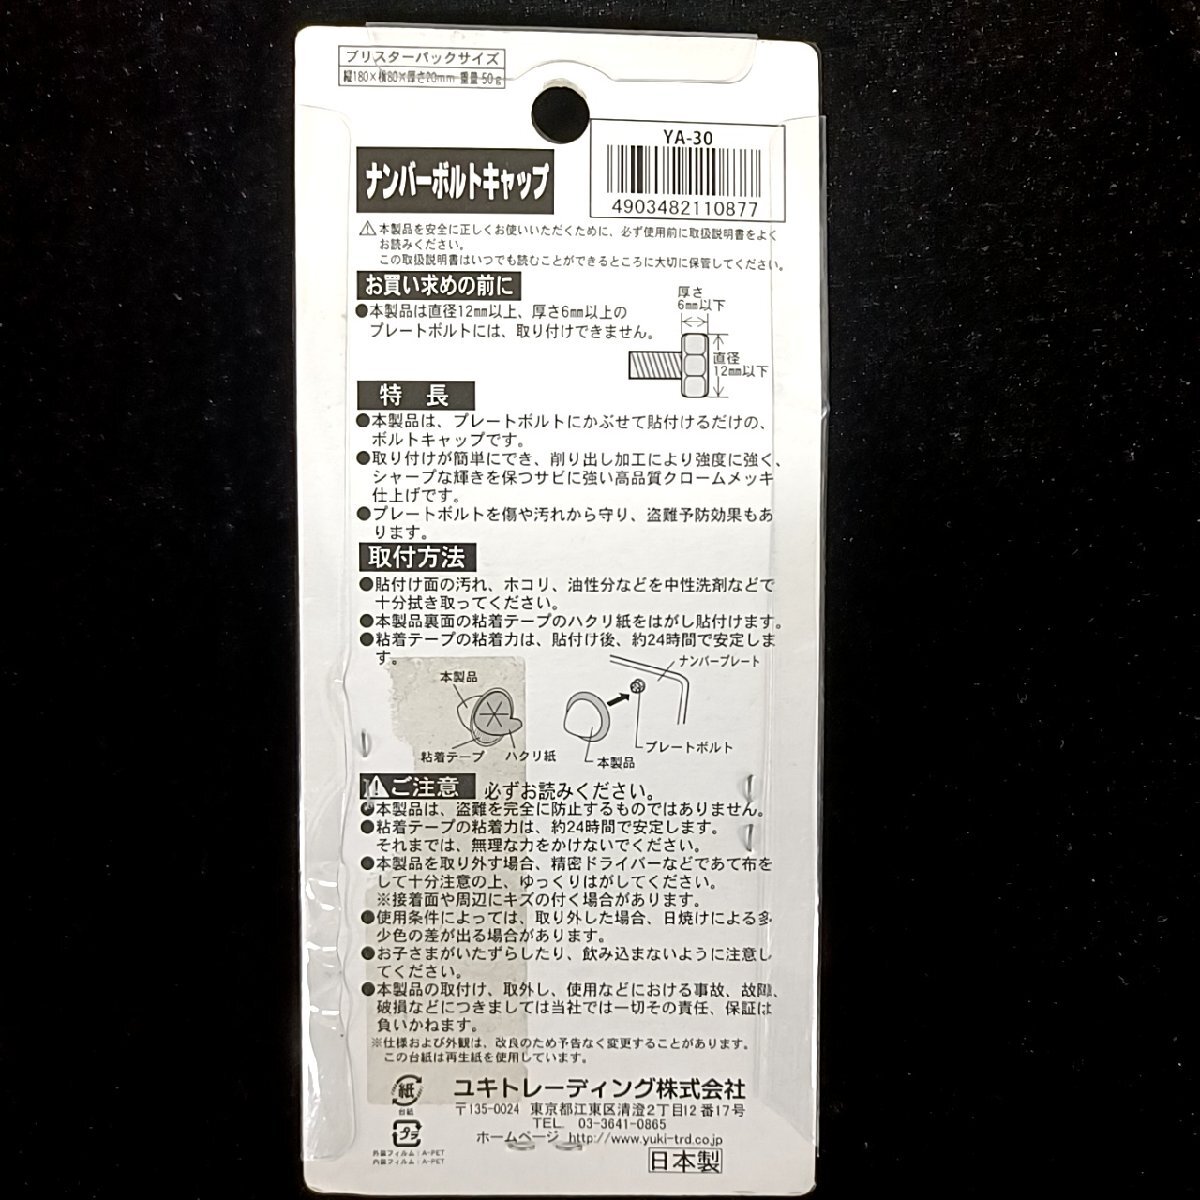 ブリスターパックサイズ
縦180×横80×厚さ20mm 重量 50g
YA-30
4903482110877
ナンバーボルトキャップ
⚠本製品を安全に正しくお使いいただくために、必ず使用前に取扱説明書をよく
お読みください。
この取扱説明書はいつでも読むことができるところに大切に保管してください。
お買い求めの前に
●本製品は直径12㎜以上、厚さ6㎜以上の
プレートボルトには、取り付けできません。
厚さ
6㎜以下
直径
12㎜以下
特 長
●本製品は、プレートボルトにかぶせて貼付けるだけの、
ボルトキャップです。
●取り付けが簡単にでき、削り出し加工により強度に強く、
シャープな輝きを保つサビに強い高品質クロームメッキ
仕上げです。
●プレートボルトを傷や汚れから守り、盗難予防効果もあ
ります。
取付方法
●貼付け面の汚れ、ホコリ、油性分などを中性洗剤などで
十分拭き取ってください。
●本製品裏面の粘着テープのハクリ紙をはがし貼付けます。
●粘着テープの粘着力は、貼付け後、約24時間で安定しま
す。
本製品
粘着テープ
ハクリ紙
ナンバープレート
プレートボルト
本製品
⚠ご注意 必ずお読みください。
●本製品は、盗難を完全に防止するものではありません。
●粘着テープの粘着力は、約24時間で安定します。
それまでは、無理な力をかけないでください。
●本製品を取り外す場合、精密ドライバーなどであて布を
して十分注意の上、ゆっくりはがしてください。
※接着面や周辺にキズの付く場合があります。
●使用条件によっては、取り外した場合、日焼けによる多
少色の差が出る場合があります。
●お子さまがいたずらしたり、飲み込まないように注意し
てください。
●本製品の取付け、取外し、使用などにおける事故、故障、
破損などにつきましては当社では一切その責任、保証は
負いかねます。
※仕様および外観は、改良のため予告なく変更することがあります。
この台紙は再生紙を使用しています。
紙
台紙
プラ
外装フィルム：A-PET
内装フィルム：A-PET
ユキトレーディング株式会社
〒135-0024 東京都江東区清澄2丁目12番17号
TEL 03-3641-0865
ホームページ http://www.yuki-trd.co.jp
日本製